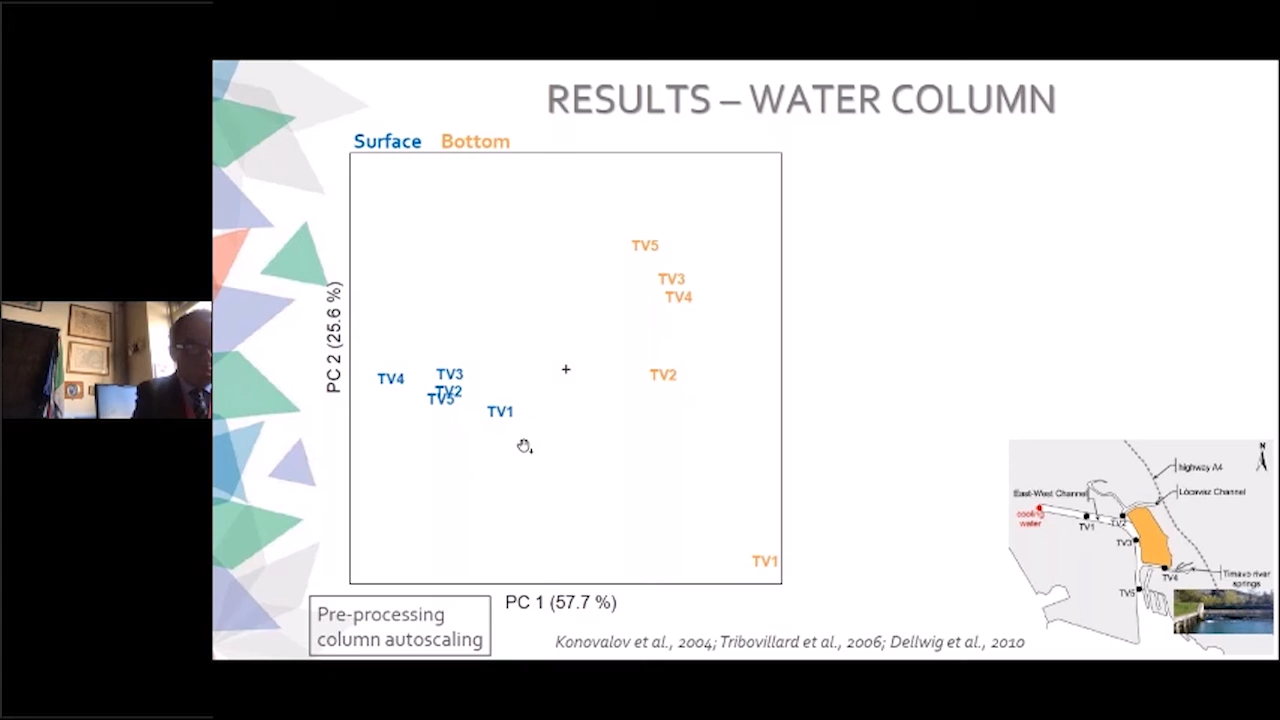 RESULTS – WATER COLUMN
Surface Bottom
TV5
TV3
TV4
TV2
TV4
TV3
TV2
TV5
TV1
TV1
PC 2 (25.6 %)
PC 1 (57.7 %)
Pre-processing
column autoscaling
Konovalov et al., 2004; Tribovillard et al., 2006; Dellwig et al., 2010
N
highway A4
East-West Channel
Locavaz Channel
cooling
water
TV1
TV2
TV3
TV4
Timavo river
springs
TV5